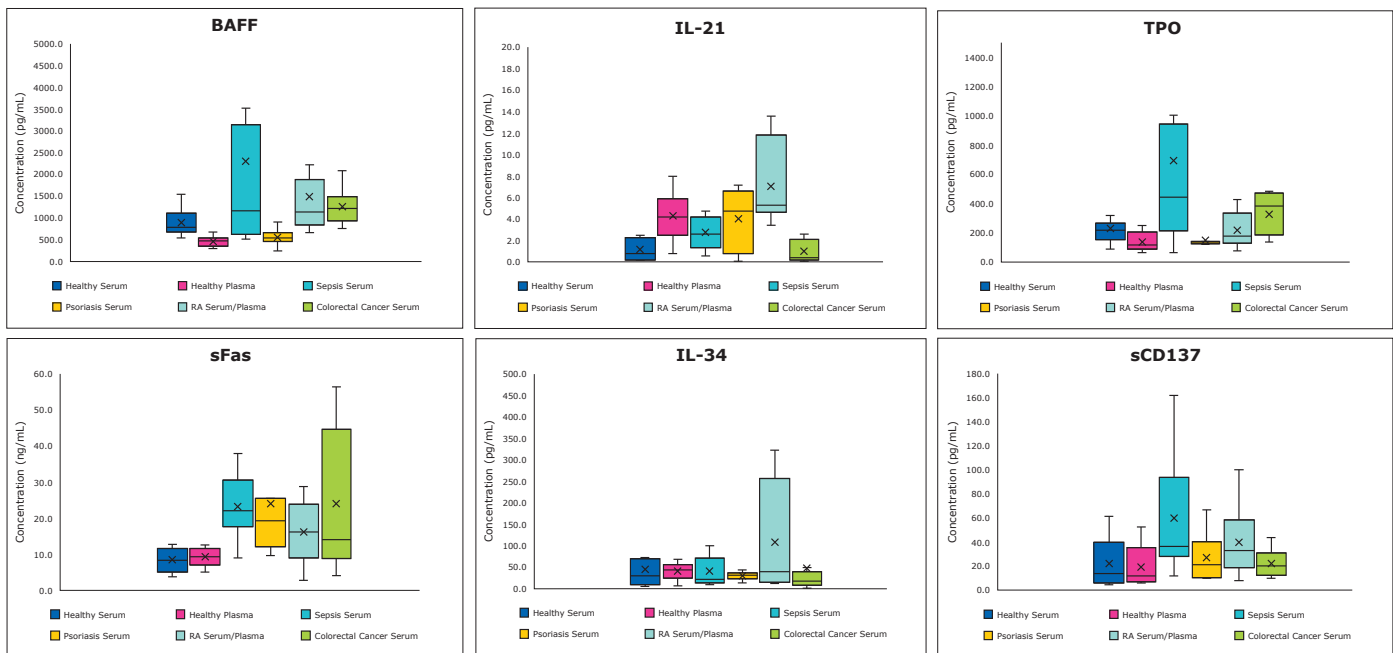 BAFF
Concentration (pg/mL)
5000.0
4500.0
4000.0
3500.0
3000.0
2500.0
2000.0
1500.0
1000.0
500.0
0.0
Healthy Serum
Healthy Plasma
Sepsis Serum
Psoriasis Serum
RA Serum/Plasma
Colorectal Cancer Serum
IL-21
Concentration (pg/mL)
20.0
18.0
16.0
14.0
12.0
10.0
8.0
6.0
4.0
2.0
0.0
Healthy Serum
Healthy Plasma
Sepsis Serum
Psoriasis Serum
RA Serum/Plasma
Colorectal Cancer Serum
TPO
Concentration (pg/mL)
1400.0
1200.0
1000.0
800.0
600.0
400.0
200.0
0.0
Healthy Serum
Healthy Plasma
Sepsis Serum
Psoriasis Serum
RA Serum/Plasma
Colorectal Cancer Serum
sFas
Concentration (ng/mL)
60.0
50.0
40.0
30.0
20.0
10.0
0.0
Healthy Serum
Healthy Plasma
Sepsis Serum
Psoriasis Serum
RA Serum/Plasma
Colorectal Cancer Serum
IL-34
Concentration (pg/mL)
500.0
450.0
400.0
350.0
300.0
250.0
200.0
150.0
100.0
50.0
0.0
Healthy Serum
Healthy Plasma
Sepsis Serum
Psoriasis Serum
RA Serum/Plasma
Colorectal Cancer Serum
sCD137
Concentration (pg/mL)
180.0
160.0
140.0
120.0
100.0
80.0
60.0
40.0
20.0
0.0
Healthy Serum
Healthy Plasma
Sepsis Serum
Psoriasis Serum
RA Serum/Plasma
Colorectal Cancer Serum